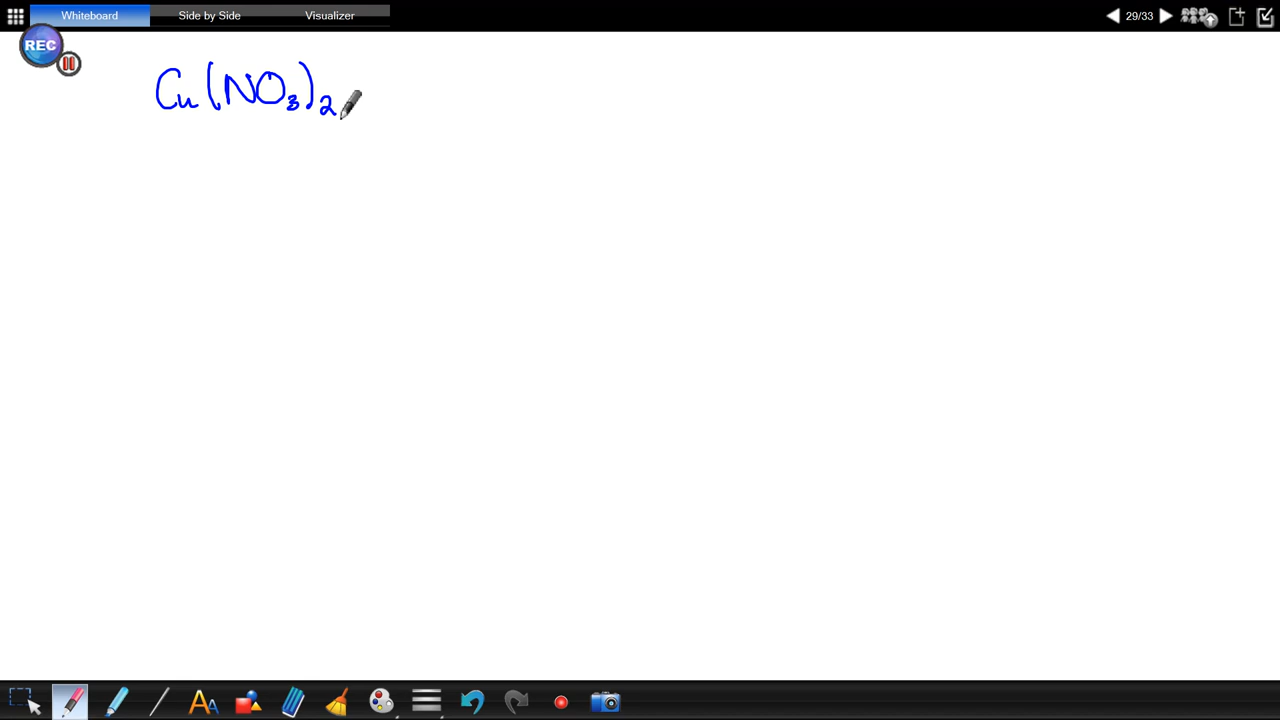 Whiteboard Side by Side Visualizer 29/33
REC
Cu(NO₃)₂